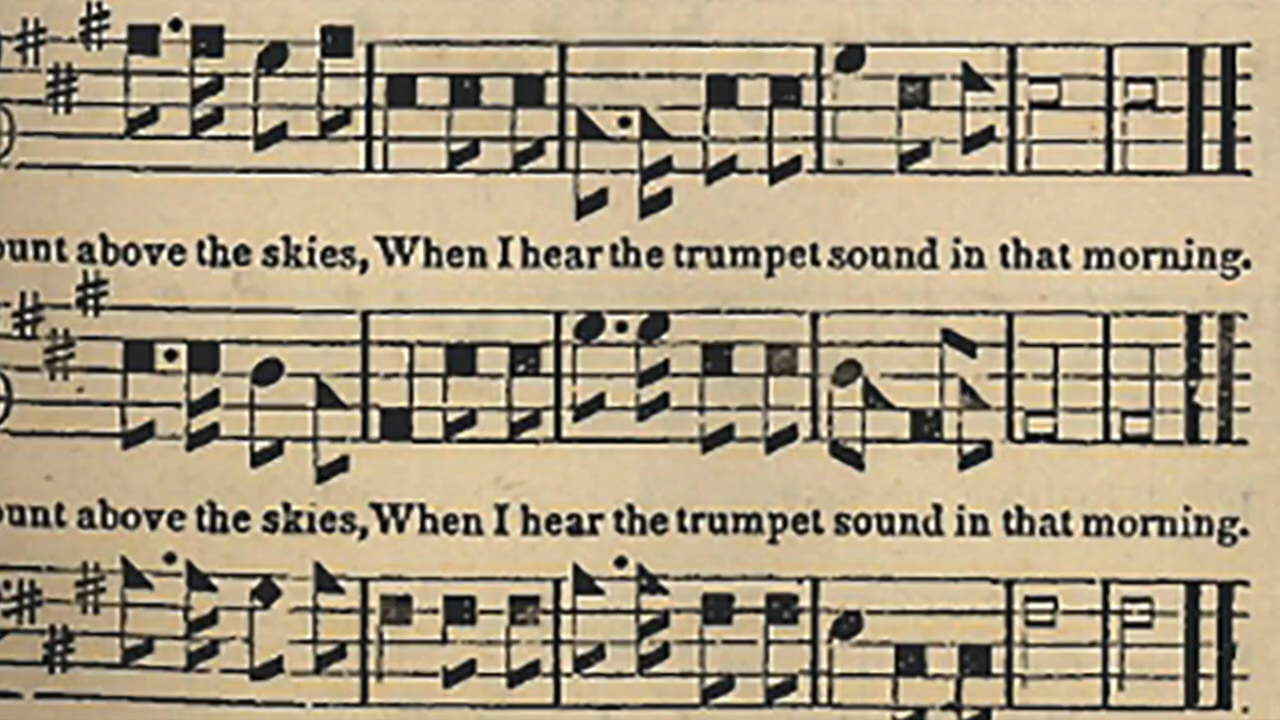 ount above the skies, When I hear the trumpet sound in that morning.
ount above the skies, When I hear the trumpet sound in that morning.